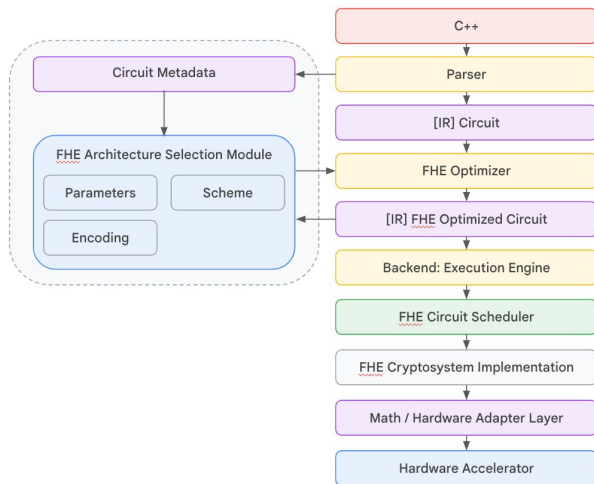 C++
Circuit Metadata
Parser
[IR] Circuit
FHE Architecture Selection Module
Parameters
Scheme
Encoding
FHE Optimizer
[IR] FHE Optimized Circuit
Backend: Execution Engine
FHE Circuit Scheduler
FHE Cryptosystem Implementation
Math / Hardware Adapter Layer
Hardware Accelerator